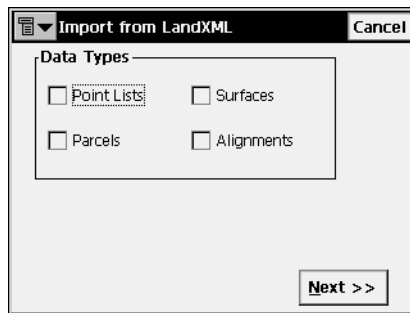 Import from LandXML Cancel
Data Types
Point Lists Surfaces
Parcels Alignments
Next >>